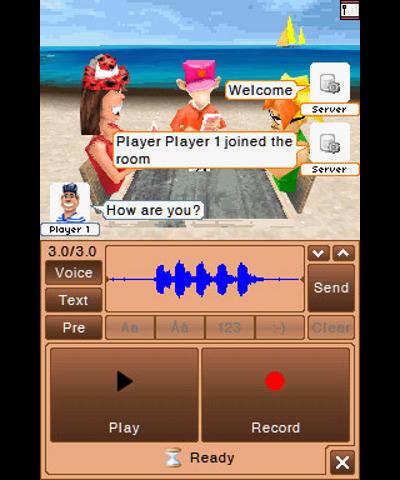 Welcome
Server
Player Player 1 joined the
room
Server
How are you?
Player 1
3.0/3.0
Voice
Text
Send
Pre
Aa
Àà
123
:-)
Clear
Play
Record
Ready
X